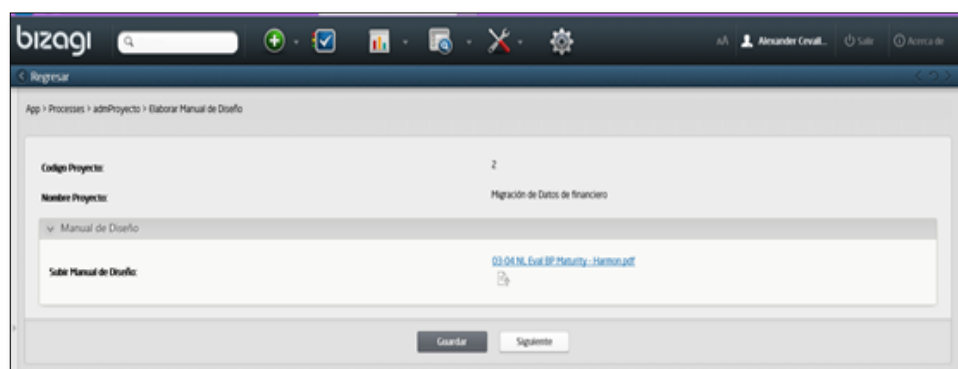 bizagi
Alexander Cevall... Salir Acerca de
Regresar
App > Processes > admProyecto > Elaborar Manual de Diseño
Codigo Proyecto: 2
Nombre Proyecto: Migración de Datos de financiero
Manual de Diseño
Subir Manual de Diseño: 03-04 NL Eval BP Maturity - Harmon.pdf
Guardar Siguiente